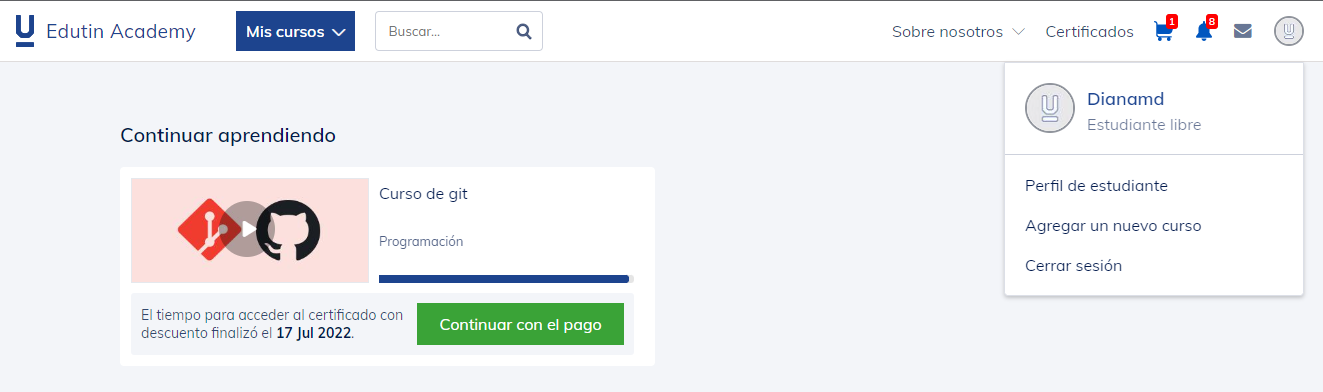 Edutin Academy
Mis cursos
Buscar...
Sobre nosotros
Certificados
1
8
Dianamd
Estudiante libre
Perfil de estudiante
Agregar un nuevo curso
Cerrar sesión
Continuar aprendiendo
Curso de git
Programación
El tiempo para acceder al certificado con
descuento finalizó el 17 Jul 2022.
Continuar con el pago